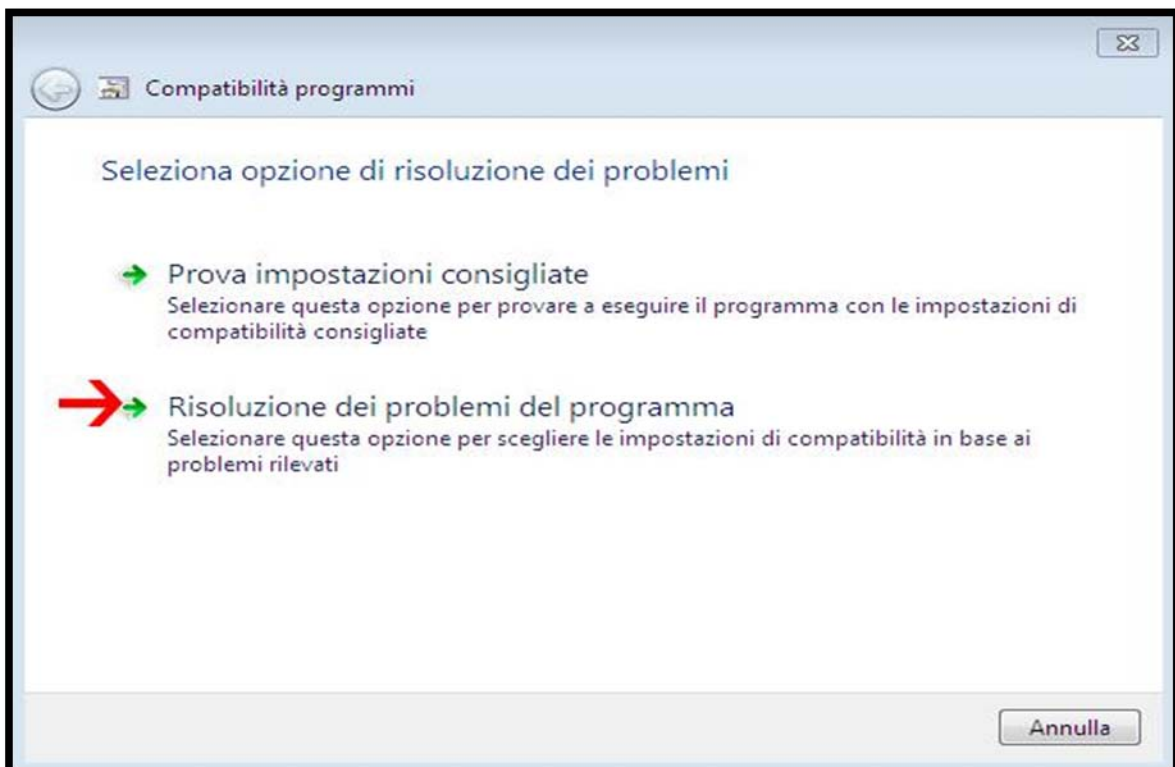 Compatibilità programmi
Seleziona opzione di risoluzione dei problemi
Prova impostazioni consigliate
Selezionare questa opzione per provare a eseguire il programma con le impostazioni di
compatibilità consigliate
Risoluzione dei problemi del programma
Selezionare questa opzione per scegliere le impostazioni di compatibilità in base ai
problemi rilevati
Annulla